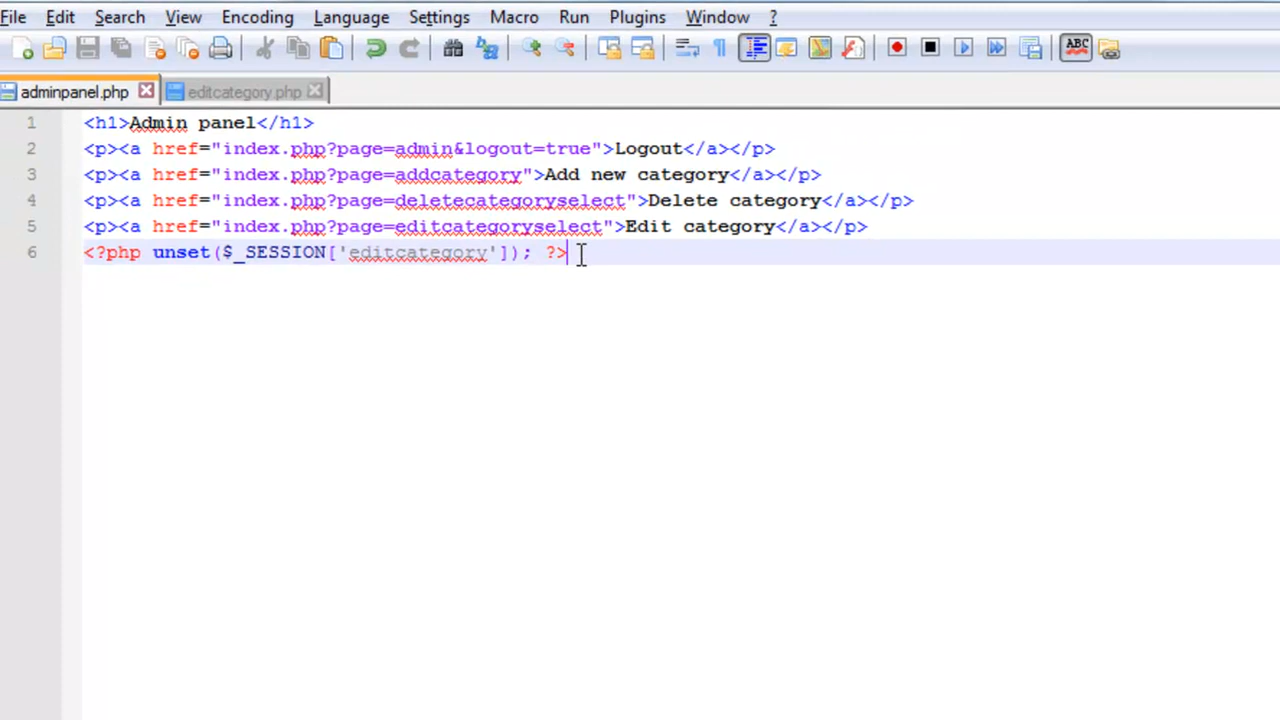 File Edit Search View Encoding Language Settings Macro Run Plugins Window ?
ABC
adminpanel.php editcategory.php
1 <h1>Admin panel</h1>
2 <p><a href="index.php?page=admin&logout=true">Logout</a></p>
3 <p><a href="index.php?page=addcategory">Add new category</a></p>
4 <p><a href="index.php?page=deletecategoryselect">Delete category</a></p>
5 <p><a href="index.php?page=editcategoryselect">Edit category</a></p>
6 <?php unset($_SESSION['editcategory']); ?>